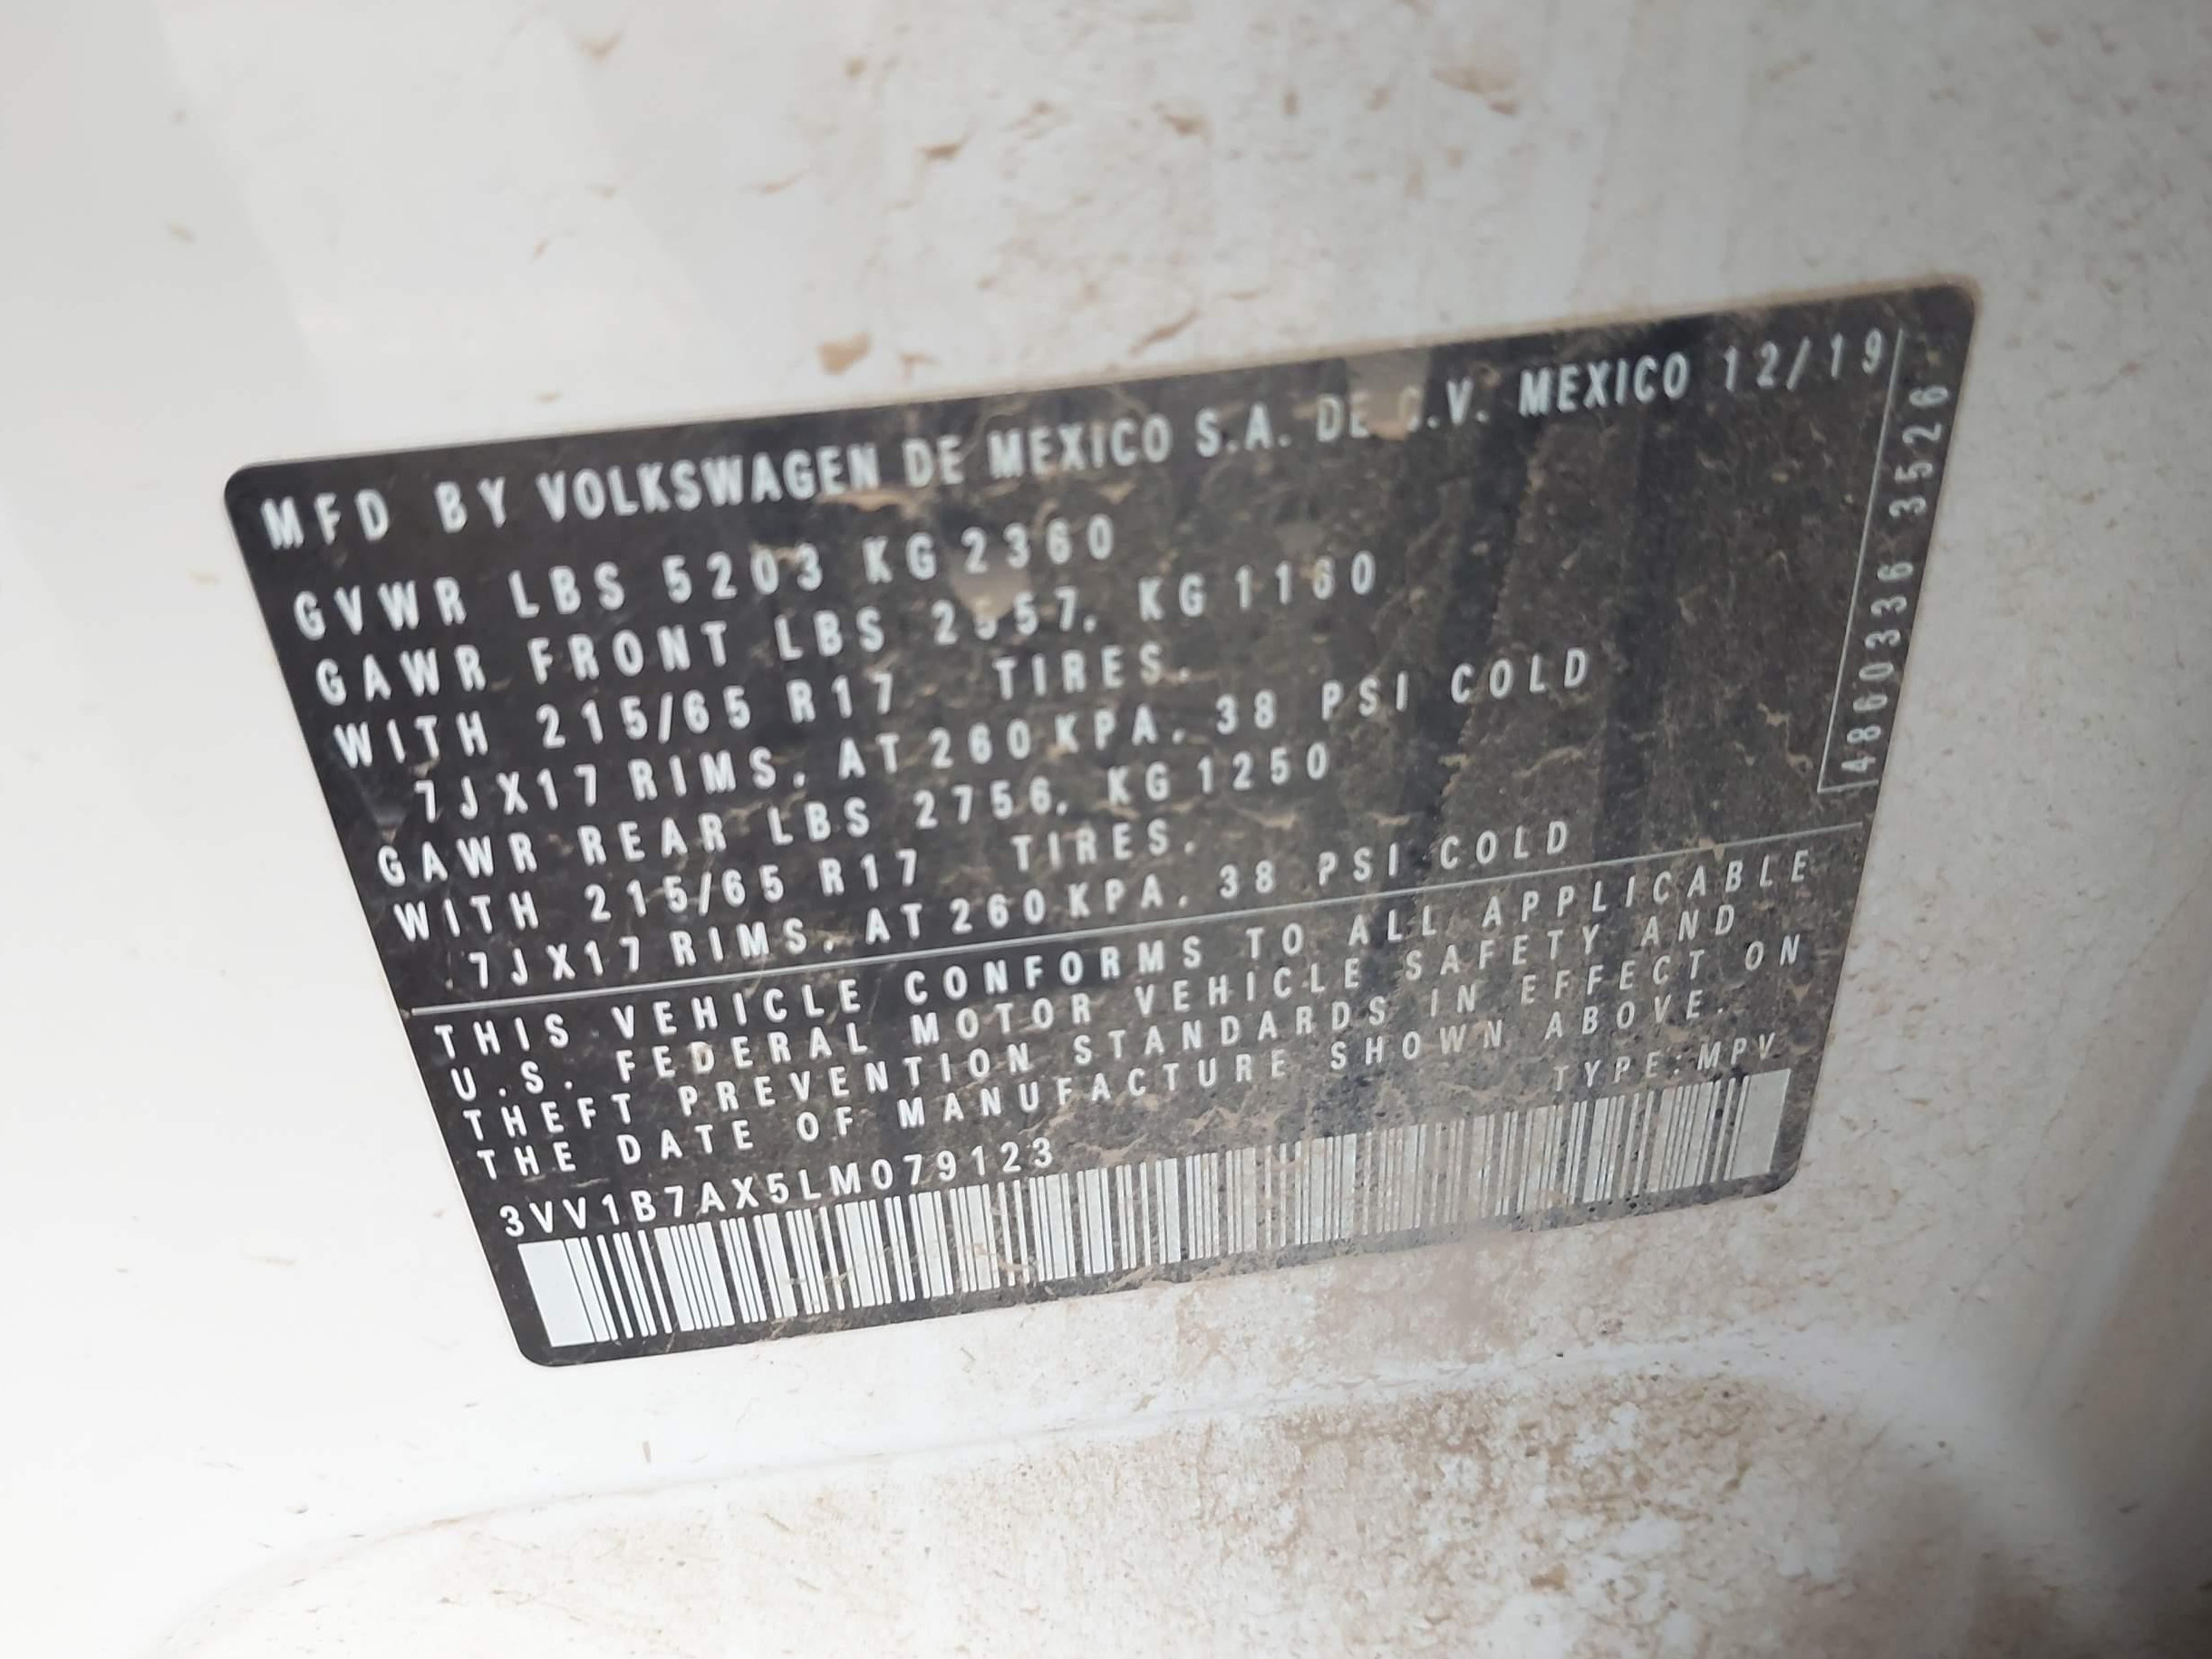 MFD BY VOLKSWAGEN DE MEXICO S.A. DE C.V. MEXICO 12/19
GVWR LBS 5203 KG 2360
GAWR FRONT LBS 2557, KG 1160
WITH 215/65 R17 TIRES.
7JX17 RIMS. AT 260KPA. 38 PSI COLD
GAWR REAR LBS 2756. KG 1250
WITH 215/65 R17 TIRES.
7JX17 RIMS. AT 260KPA. 38 PSI COLD
THIS VEHICLE CONFORMS TO ALL APPLICABLE
U.S. FEDERAL MOTOR VEHICLE SAFETY AND
THEFT PREVENTION STANDARDS IN EFFECT ON
THE DATE OF MANUFACTURE SHOWN ABOVE.
TYPE:MPV
3VV1B7AX5LM079123
4860336 3526